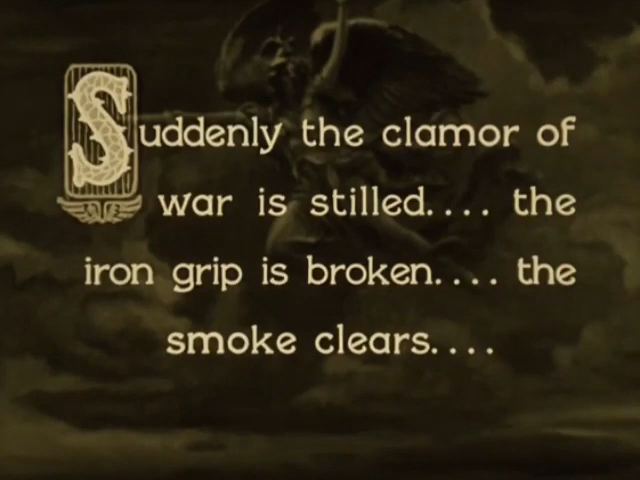 Suddenly the clamor of
war is stilled.... the
iron grip is broken.... the
smoke clears....